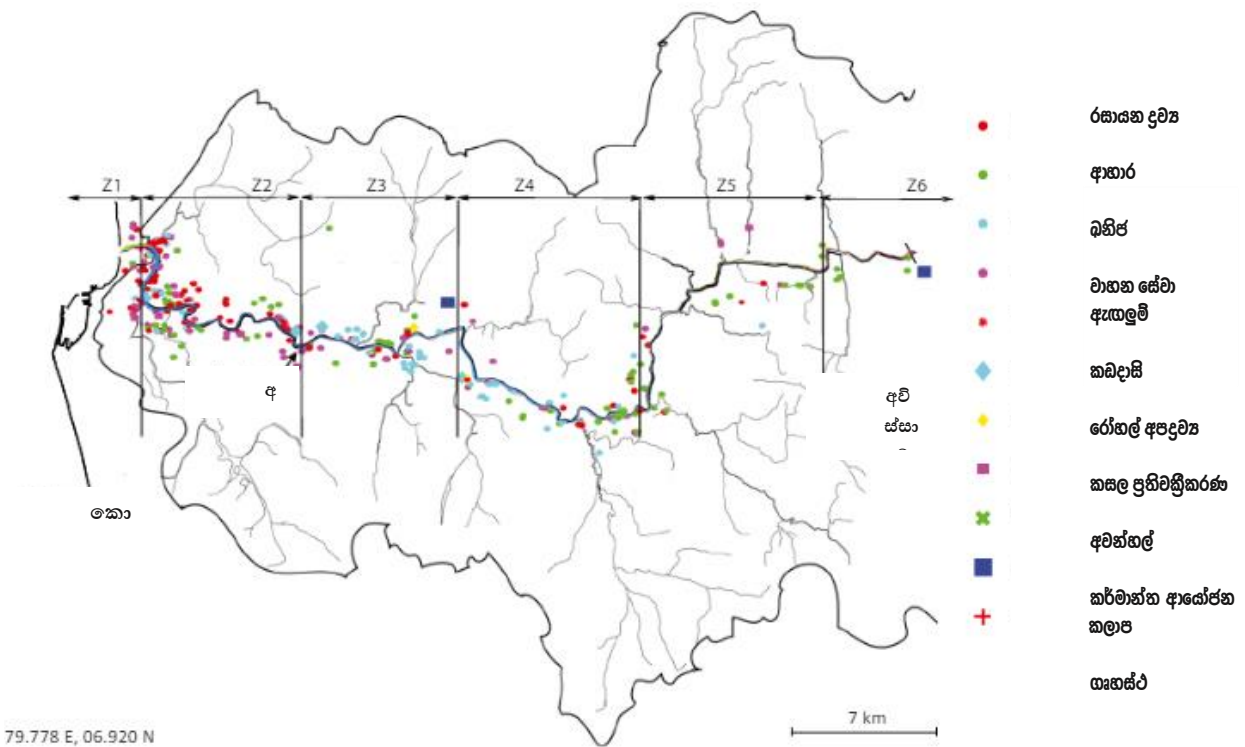 Z1
Z2
Z3
Z4
Z5
Z6
අ
අවි
ස්සා
කො
79.778 E, 06.920 N
7 km
රසායන ද්‍රව්‍ය
ආහාර
ඛනිජ
වාහන සේවා
ඇඟලුම්
කඩදාසි
රෝහල් අපද්‍රව්‍ය
කසල ප්‍රතිචක්‍රීකරණ
අවන්හල්
කර්මාන්ත ආයෝජන
කලාප
ගෘහස්ථ